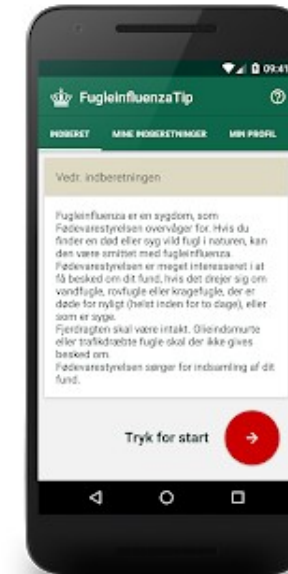 09:41
FugleinfluenzaTip
INDBERET MINE INDBERETNINGER MIN PROFIL
Vedr. indberetningen
Fugleinfluenza er en sygdom, som
Fødevarestyrelsen overvåger for. Hvis du
finder en død eller syg vild fugl i naturen, kan
den være smittet med fugleinfluenza.
Fødevarestyrelsen er meget interesseret i at
få besked om dit fund, hvis det drejer sig om
vandfugle, rovfugle eller kragefugle, der er
døde for nyligt (helst inden for to dage), eller
som er syge.
Fjerdragten skal være intakt. Olieindsmurte
eller trafikdræbte fugle skal der ikke gives
besked om.
Fødevarestyrelsen sørger for indsamling af dit
fund.
Tryk for start